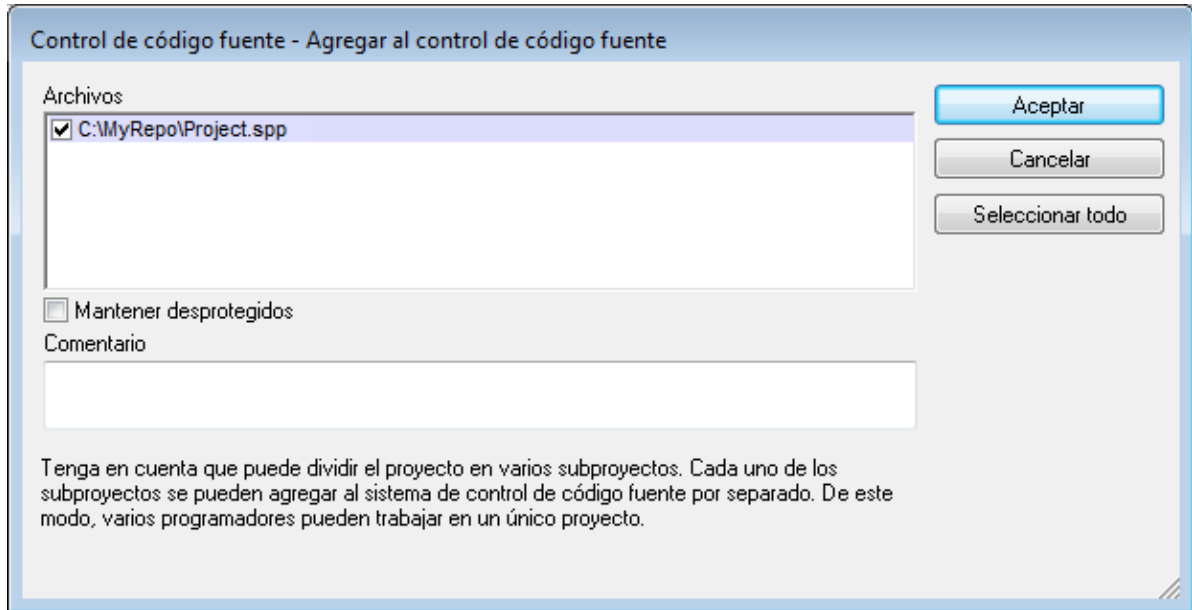 Control de código fuente - Agregar al control de código fuente
Archivos
C:\MyRepo\Project.spp
Aceptar
Cancelar
Seleccionar todo
Mantener desprotegidos
Comentario
Tenga en cuenta que puede dividir el proyecto en varios subproyectos. Cada uno de los
subproyectos se pueden agregar al sistema de control de código fuente por separado. De este
modo, varios programadores pueden trabajar en un único proyecto.